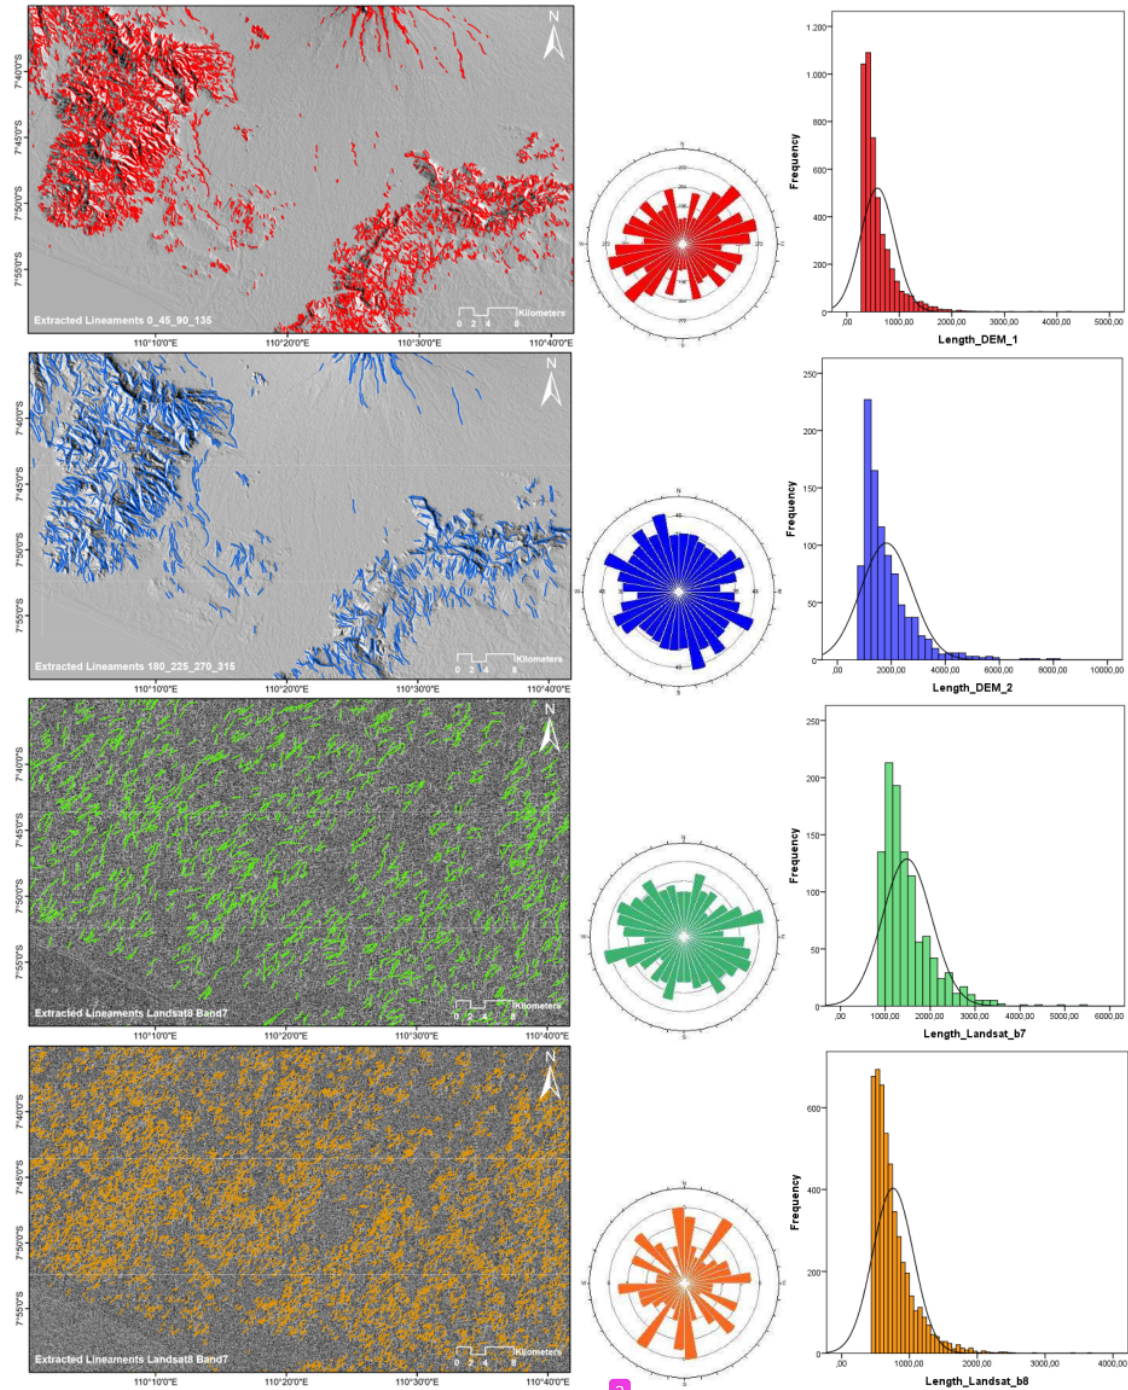 N
7°40'0"S
7°45'0"S
7°50'0"S
7°55'0"S
Extracted Lineaments 0_45_90_135
Kilometers
0 2 4 8
110°10'0"E 110°20'0"E 110°30'0"E 110°40'0"E
N
E
S
W
1.200
1.000
800
600
400
200
0
Frequency
,00 1000,00 2000,00 3000,00 4000,00 5000,00
Length_DEM_1
N
7°40'0"S
7°45'0"S
7°50'0"S
7°55'0"S
Extracted Lineaments 180_225_270_315
Kilometers
0 2 4 8
110°10'0"E 110°20'0"E 110°30'0"E 110°40'0"E
N
E
S
W
250
200
150
100
50
0
Frequency
,00 2000,00 4000,00 6000,00 8000,00 10000,00
Length_DEM_2
N
7°40'0"S
7°45'0"S
7°50'0"S
7°55'0"S
Extracted Lineaments Landsat8 Band7
Kilometers
0 2 4 8
110°10'0"E 110°20'0"E 110°30'0"E 110°40'0"E
N
E
S
W
250
200
150
100
50
0
Frequency
,00 1000,00 2000,00 3000,00 4000,00 5000,00 6000,00
Length_Landsat_b7
N
7°40'0"S
7°45'0"S
7°50'0"S
7°55'0"S
Extracted Lineaments Landsat8 Band7
Kilometers
0 2 4 8
110°10'0"E 110°20'0"E 110°30'0"E 110°40'0"E
N
E
S
W
600
400
200
0
Frequency
,00 1000,00 2000,00 3000,00 4000,00
Length_Landsat_b8